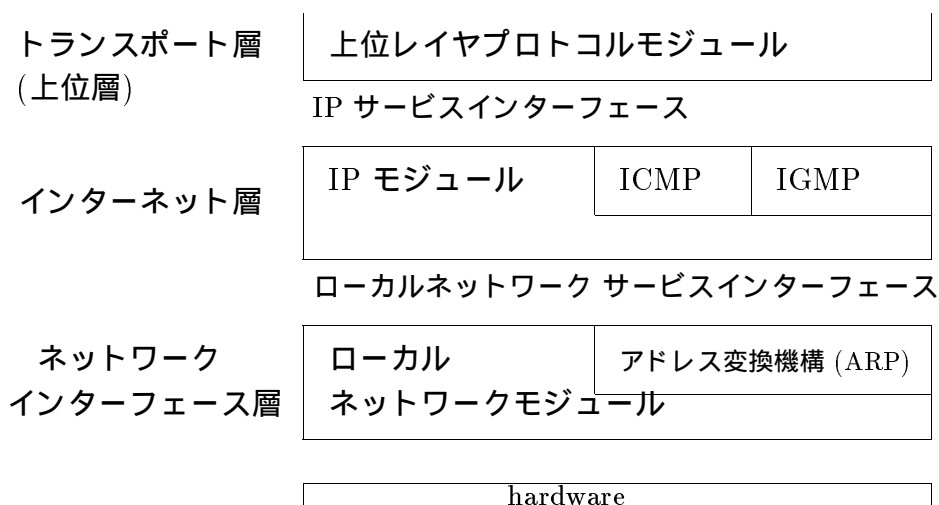 トランスポート層
(上位層)
上位レイヤプロトコルモジュール
IP サービスインターフェース
インターネット層
IP モジュール
ICMP
IGMP
ローカルネットワーク サービスインターフェース
ネットワーク
インターフェース層
ローカル
ネットワークモジュール
アドレス変換機構 (ARP)
hardware